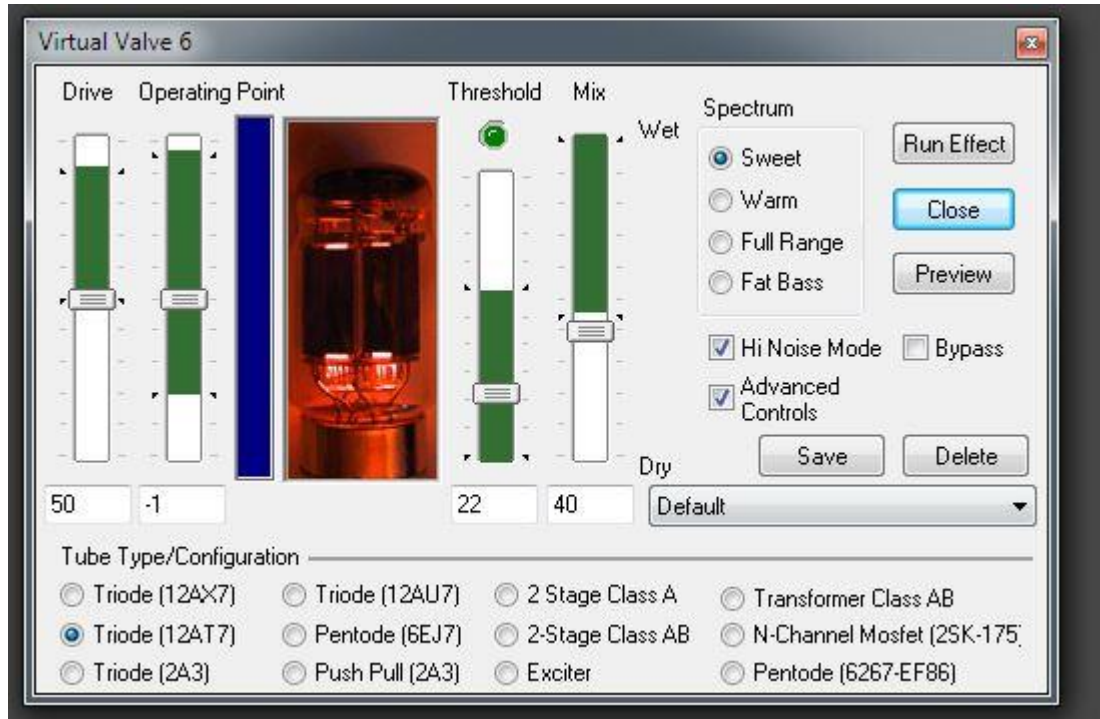 Virtual Valve 6
Drive Operating Point Threshold Mix
Wet
Dry
50 -1 22 40
Spectrum
Sweet
Warm
Full Range
Fat Bass
Run Effect
Close
Preview
Hi Noise Mode Bypass
Advanced
Controls
Save Delete
Default
Tube Type/Configuration
Triode (12AX7) Triode (12AU7) 2 Stage Class A Transformer Class AB
Triode (12AT7) Pentode (6EJ7) 2-Stage Class AB N-Channel Mosfet (2SK-175)
Triode (2A3) Push Pull (2A3) Exciter Pentode (6267-EF86)